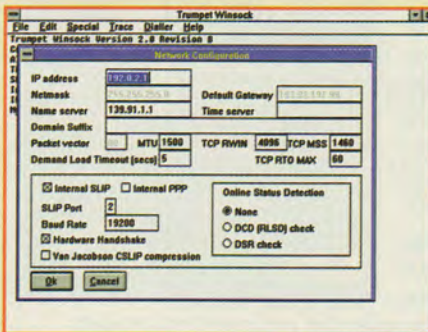 Trumpet Winsock
File Edit Special Trace Dialler Help
Trumpet Winsock Version 2.0 Revision B
Network Configuration
IP address 192.0.2.1
Netmask 255.255.255.0 Default Gateway
Name server 139.91.1.1 Time server
Domain Suffix
Packet vector 00 MTU 1500 TCP RWIN 4096 TCP MSS 1460
Demand Load Timeout (secs) 5 TCP RTO MAX 60
Internal SLIP Internal PPP
SLIP Port 2
Baud Rate 19200
Hardware Handshake
Van Jacobson CSLIP compression
Online Status Detection
None
DCD (RLSD) check
DSR check
Ok Cancel